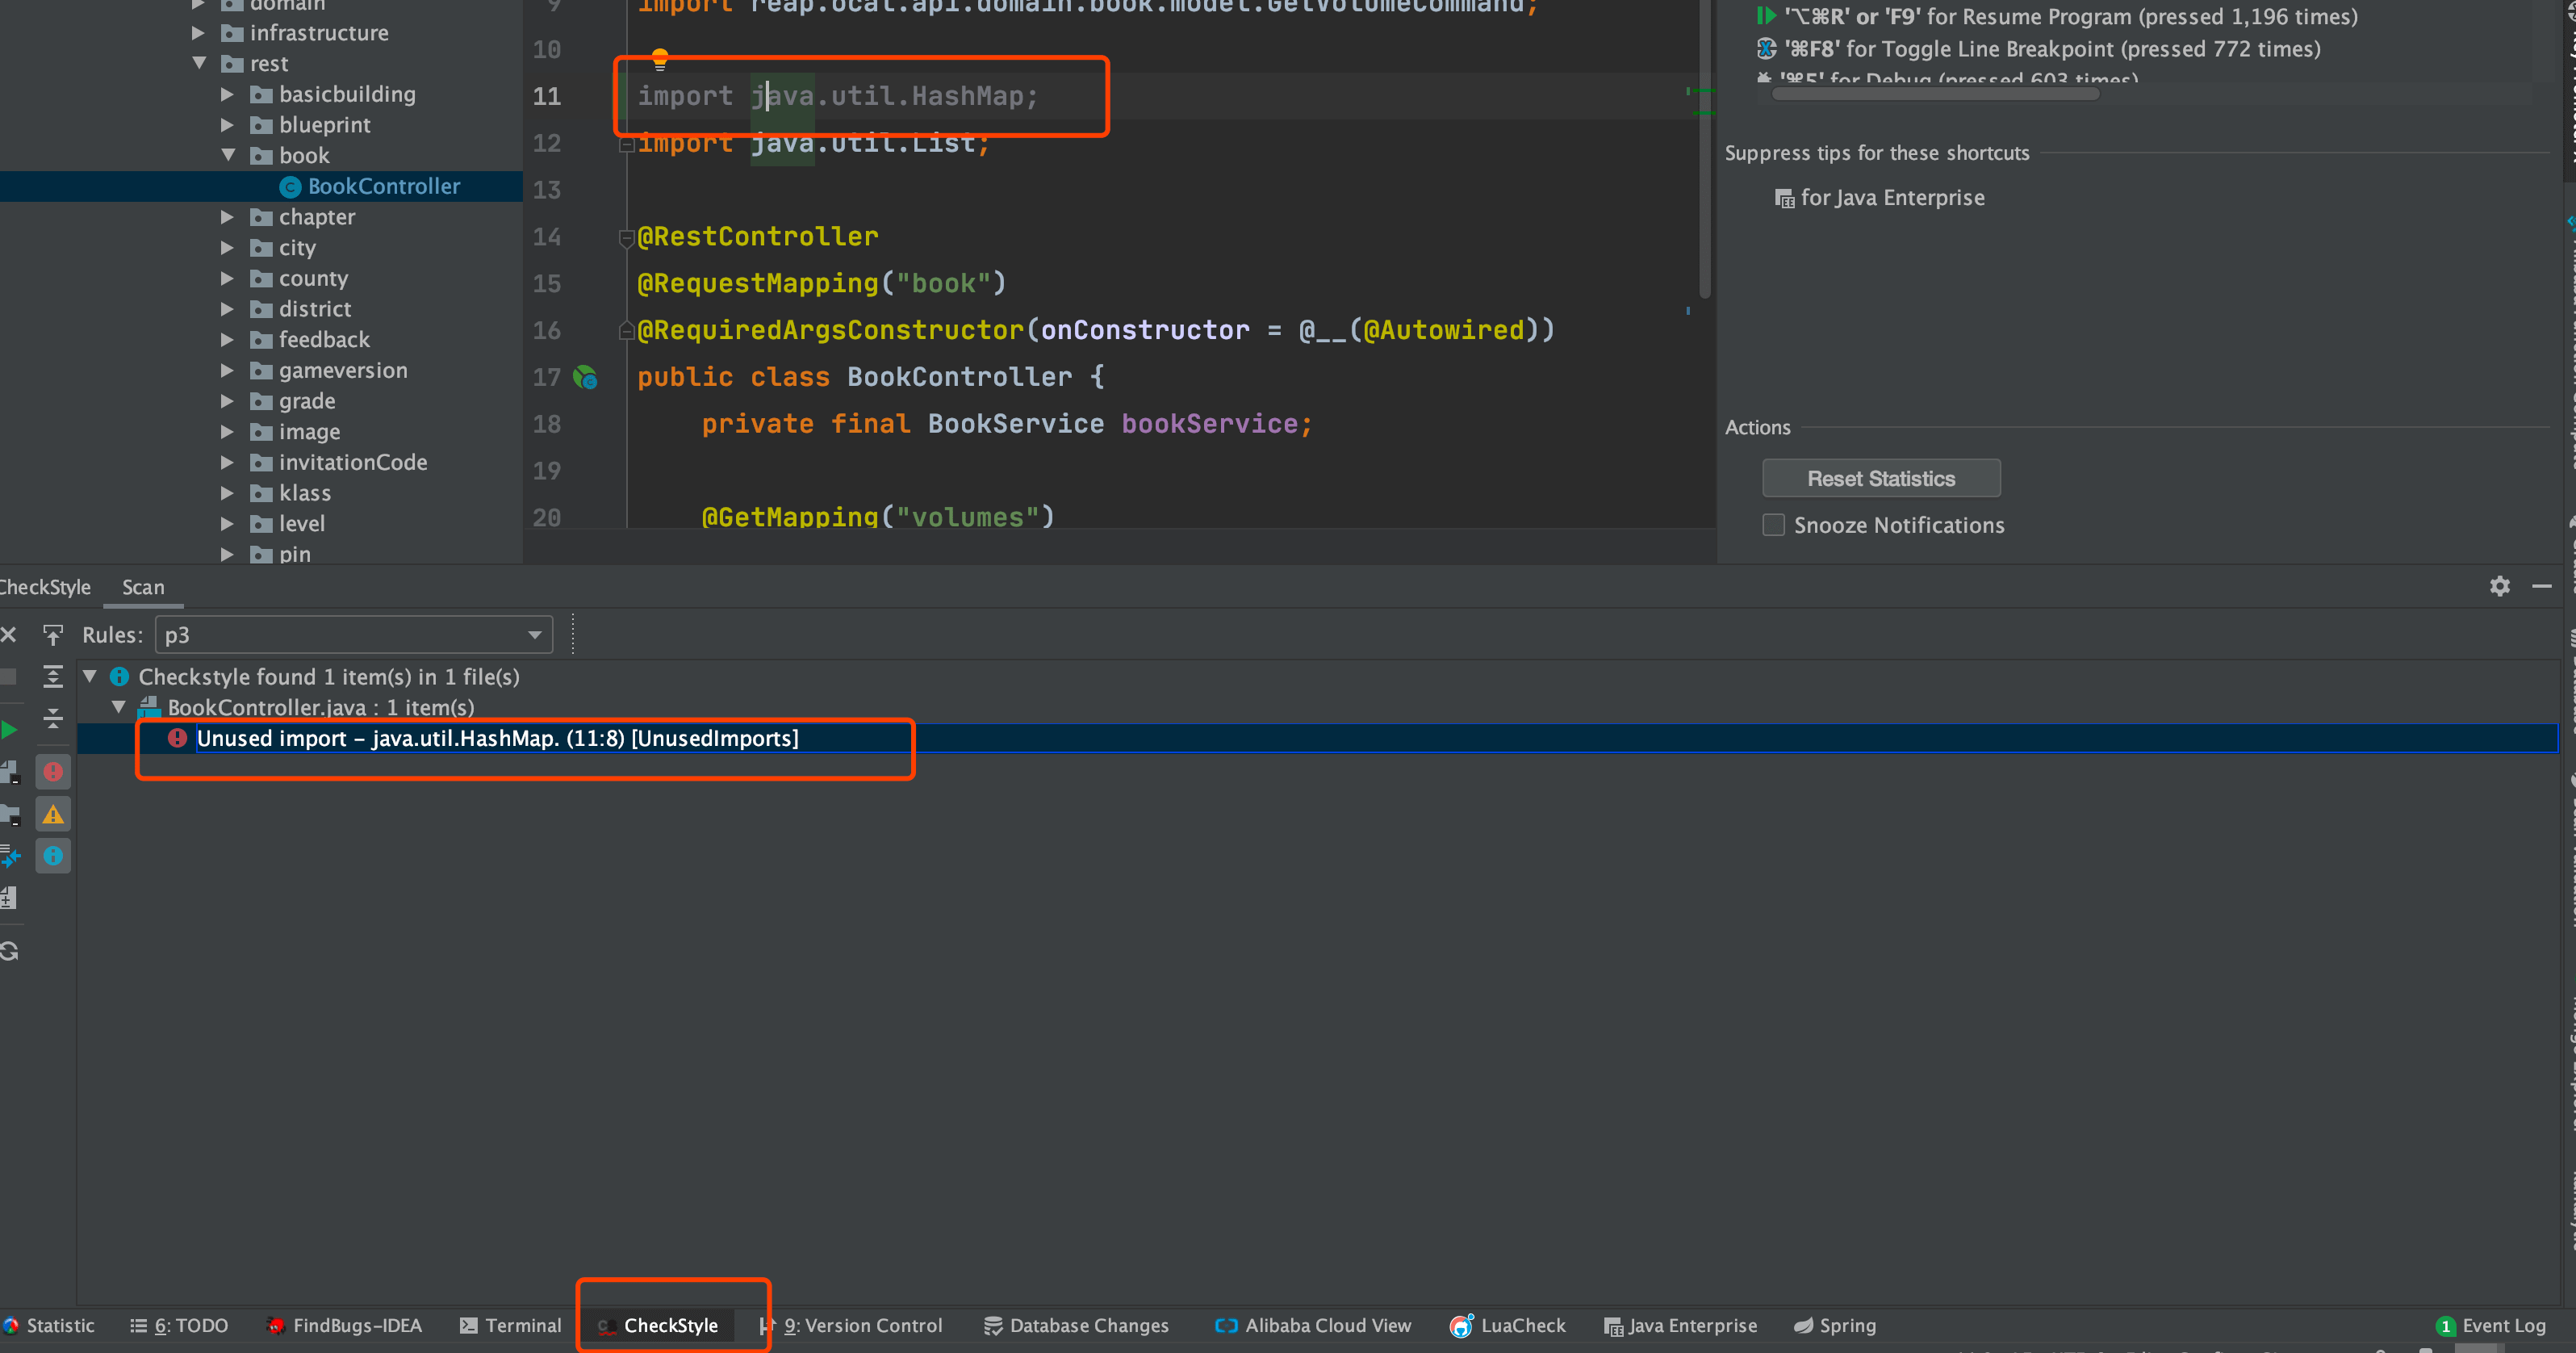 domain
infrastructure
rest
basicbuilding
blueprint
book
BookController
chapter
city
county
district
feedback
gameversion
grade
image
invitationCode
klass
level
pin
9 import reap.ocat.api.domain.book.model.GetVolumeCommand;
10
11 import java.util.HashMap;
12 import java.util.List;
13
14 @RestController
15 @RequestMapping("book")
16 @RequiredArgsConstructor(onConstructor = @__(@Autowired))
17 public class BookController {
18 private final BookService bookService;
19
20 @GetMapping("volumes")
'⌥⌘R' or 'F9' for Resume Program (pressed 1,196 times)
'⌘F8' for Toggle Line Breakpoint (pressed 772 times)
'⌘5' for Debug (pressed 603 times)
Suppress tips for these shortcuts
for Java Enterprise
Actions
Reset Statistics
Snooze Notifications
CheckStyle Scan
Rules: p3
Checkstyle found 1 item(s) in 1 file(s)
BookController.java : 1 item(s)
Unused import – java.util.HashMap. (11:8) [UnusedImports]
Statistic 6: TODO FindBugs-IDEA Terminal CheckStyle 9: Version Control Database Changes Alibaba Cloud View LuaCheck Java Enterprise Spring 1 Event Log